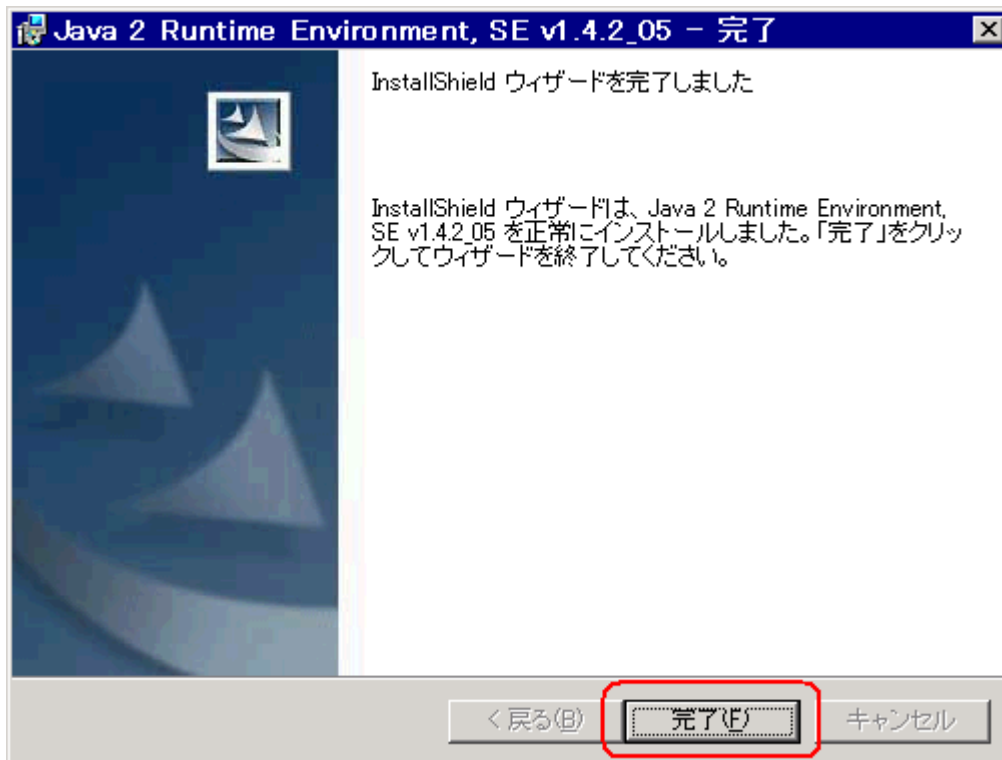 Java 2 Runtime Environment, SE v1.4.2_05 - 完了
InstallShield ウィザードを完了しました
InstallShield ウィザードは、Java 2 Runtime Environment,
SE v1.4.2_05 を正常にインストールしました。「完了」をクリッ
クしてウィザードを終了してください。
< 戻る(B)
完了(F)
キャンセル